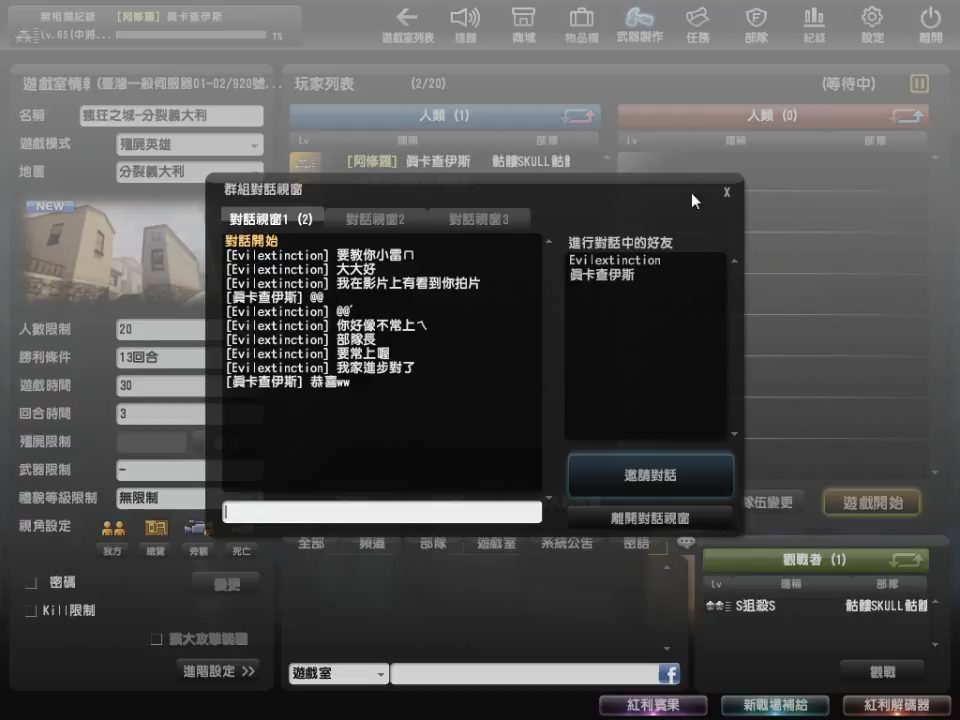 無相關紀錄 [阿修羅] 眞卡查伊斯
Lv.65(中將... 1%
遊戲室列表 商城 物品欄 武器製作 任務 部隊 紀錄 設定 離開
遊戲室情報 (臺灣一般伺服器01-02/920號...
名稱 瘋狂之城-分裂義大利
遊戲模式 殭屍英雄
地圖 分裂義大利
NEW
人數限制 20
勝利條件 13回合
遊戲時間 30
回合時間 3
殭屍限制
武器限制 -
禮貌等級限制 無限制
視角設定
我方 總覽 旁觀 死亡
密碼 變更
Kill限制
擴大攻擊範圍
進階設定 >>
玩家列表 (2/20) (等待中)
人類 (1) 人類 (0)
Lv 匿稱 部隊 Lv 匿稱 部隊
[阿修羅] 眞卡查伊斯 骷髏SKULL骷髏
群組對話視窗 X
對話視窗1 (2) 對話視窗2 對話視窗3
對話開始
[Evilextinction] 要教你小雷ㄇ
[Evilextinction] 大大好
[Evilextinction] 我在影片上有看到你拍片
[眞卡查伊斯] @@
[Evilextinction] @@ˊ
[Evilextinction] 你好像不常上ㄟ
[Evilextinction] 部隊長
[Evilextinction] 要常上喔
[Evilextinction] 我家進步對了
[眞卡查伊斯] 恭喜ww
進行對話中的好友
Evilextinction
眞卡查伊斯
邀請對話
離開對話視窗
隊伍變更 遊戲開始
全部 頻道 部隊 遊戲室 系統公告 密語
遊戲室
f
觀戰者 (1)
Lv 匿稱 部隊
S狙殺S 骷髏SKULL骷髏
觀戰
紅利賓果 新戰場補給 紅利解碼器